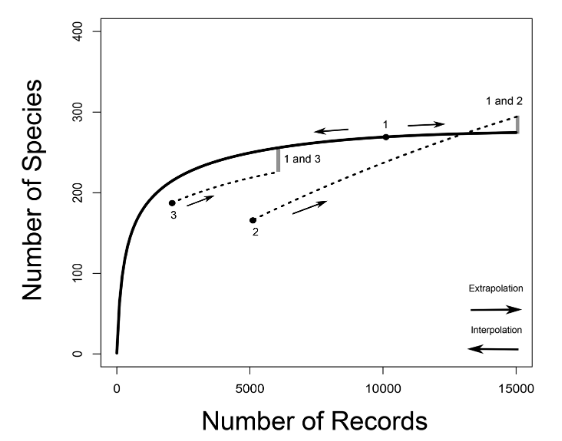 400
300
200
100
0
Number of Species
1 and 2
1
1 and 3
3
2
Extrapolation
Interpolation
0
5000
10000
15000
Number of Records